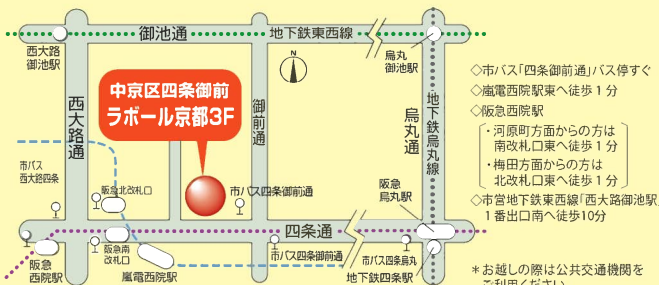 御池通
地下鉄東西線
西大路
御池駅
烏丸
御池駅
N
中京区四条御前
ラボール京都3F
西大路通
御前通
烏丸通
地下鉄烏丸線
市バス
西大路四条
阪急北改札口
市バス四条御前通
阪急
烏丸駅
四条通
阪急
西院駅
阪急南
改札口
嵐電西院駅
市バス四条御前通
市バス四条烏丸
地下鉄四条駅
◇市バス「四条御前通」バス停すぐ
◇嵐電西院駅東へ徒歩1分
◇阪急西院駅
・河原町方面からの方は
南改札口東へ徒歩1分
・梅田方面からの方は
北改札口東へ徒歩1分
◇市営地下鉄東西線「西大路御池駅」
1番出口南へ徒歩10分
*お越しの際は公共交通機関を
ご利用ください